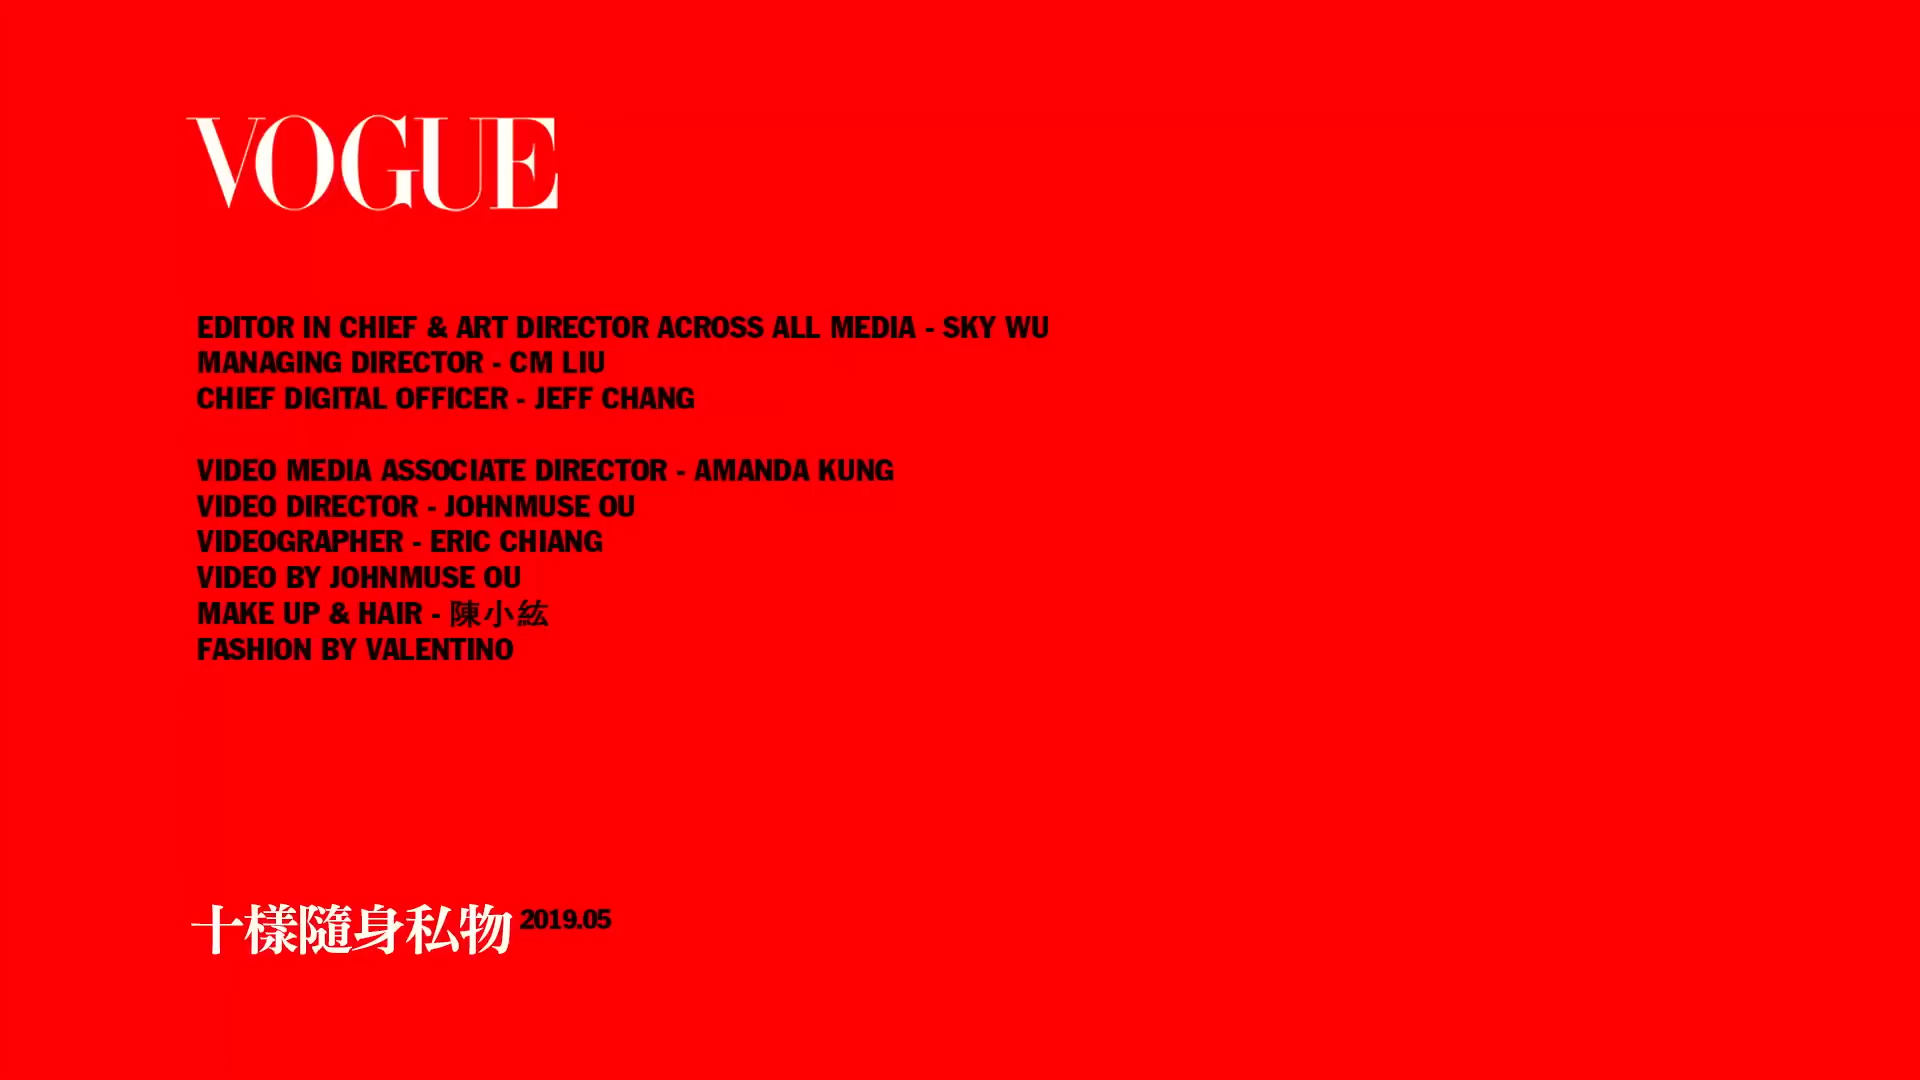 VOGUE
EDITOR IN CHIEF & ART DIRECTOR ACROSS ALL MEDIA - SKY WU
MANAGING DIRECTOR - CM LIU
CHIEF DIGITAL OFFICER - JEFF CHANG
VIDEO MEDIA ASSOCIATE DIRECTOR - AMANDA KUNG
VIDEO DIRECTOR - JOHNMUSE OU
VIDEOGRAPHER - ERIC CHIANG
VIDEO BY JOHNMUSE OU
MAKE UP & HAIR - 陳小紘
FASHION BY VALENTINO
十樣隨身私物 2019.05